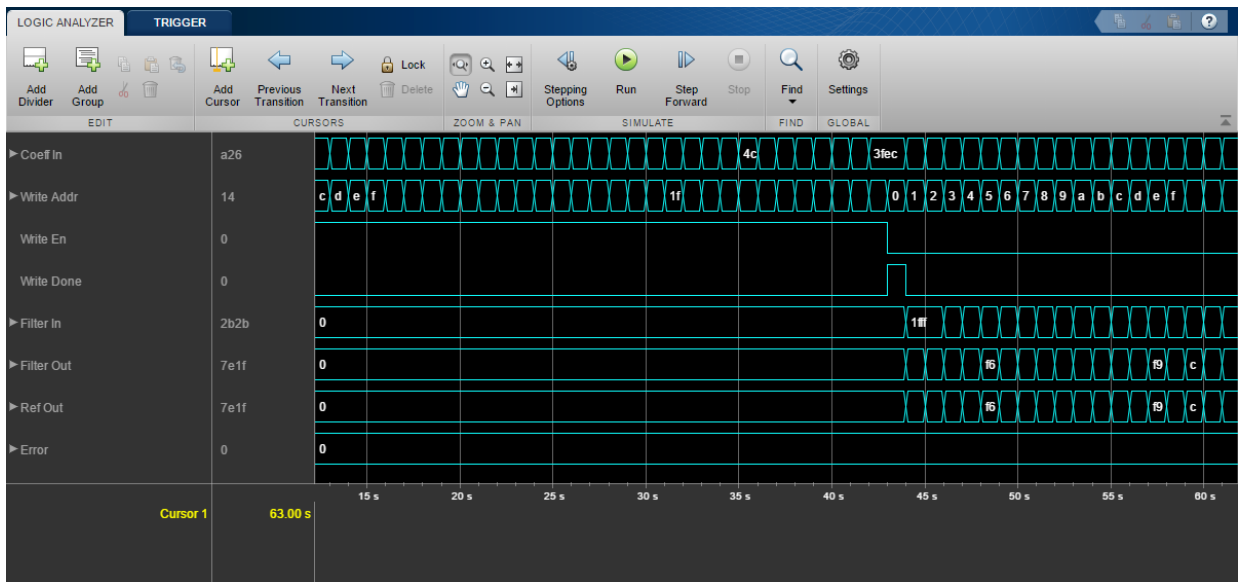 LOGIC ANALYZER TRIGGER ?
Add Divider
Add Group
EDIT
Add Cursor
Previous Transition
Next Transition
Lock
Delete
CURSORS
ZOOM & PAN
Stepping Options
Run
Step Forward
Stop
SIMULATE
Find
FIND
Settings
GLOBAL
Coeff In a26 4c 3fec
Write Addr 14 c d e f 1f 0 1 2 3 4 5 6 7 8 9 a b c d e f
Write En 0
Write Done 0
Filter In 2b2b 0 1fff
Filter Out 7e1f 0 f6 f9 c
Ref Out 7e1f 0 f6 f9 c
Error 0 0
15 s 20 s 25 s 30 s 35 s 40 s 45 s 50 s 55 s 60 s
Cursor 1 63.00 s